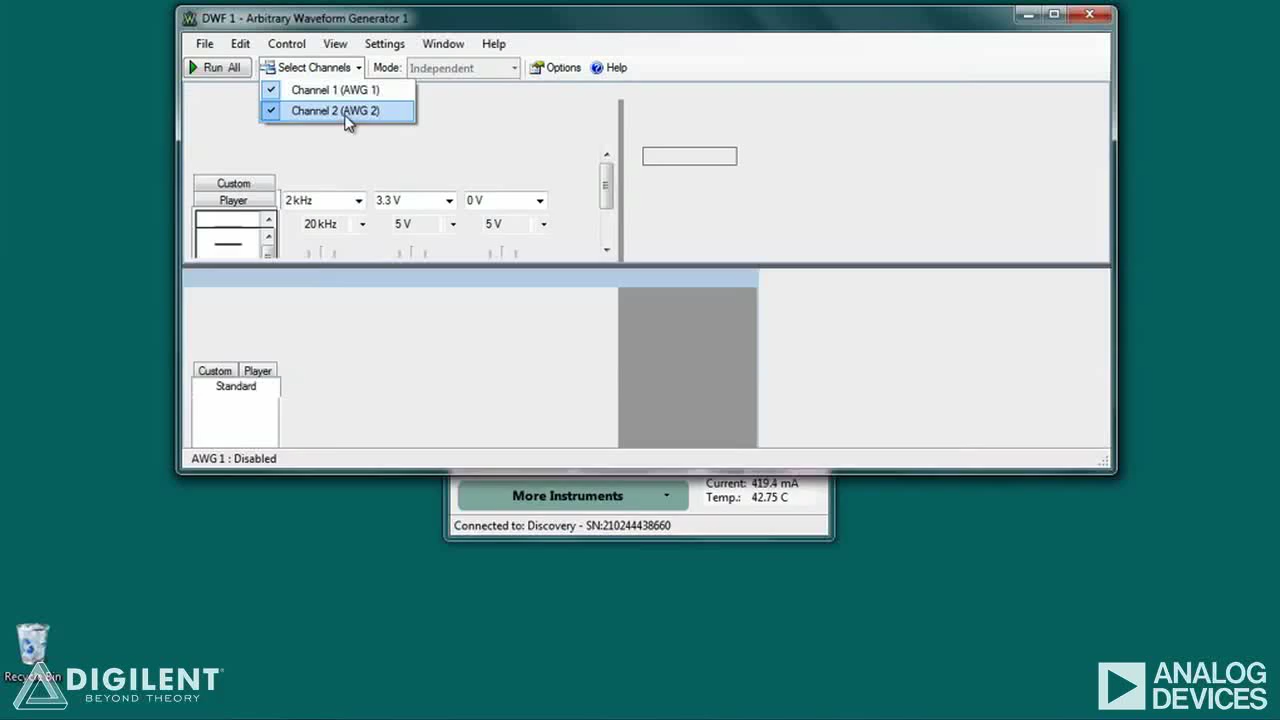 DWF 1 - Arbitrary Waveform Generator 1
File Edit Control View Settings Window Help
Run All Select Channels Mode: Independent Options Help
Channel 1 (AWG 1)
Channel 2 (AWG 2)
Custom
Player
2 kHz 3.3 V 0 V
20 kHz 5 V 5 V
Custom Player
Standard
AWG 1 : Disabled
More Instruments
Current: 419.4 mA
Temp.: 42.75 C
Connected to: Discovery - SN:210244438660
Recycle Bin
DIGILENT
BEYOND THEORY
ANALOG
DEVICES